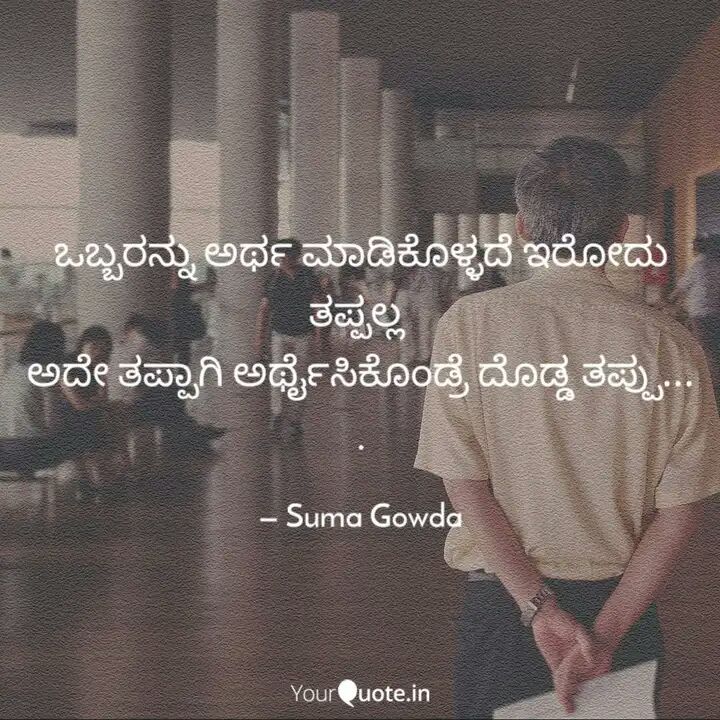 ಒಬ್ಬರನ್ನು ಅರ್ಥ ಮಾಡಿಕೊಳ್ಳದೆ ಇರೋದು
ತಪ್ಪಲ್ಲ
ಅದೇ ತಪ್ಪಾಗಿ ಅರ್ಥೈಸಿಕೊಂಡ್ರೆ ದೊಡ್ಡ ತಪ್ಪು...
.
– Suma Gowda
YourQuote.in